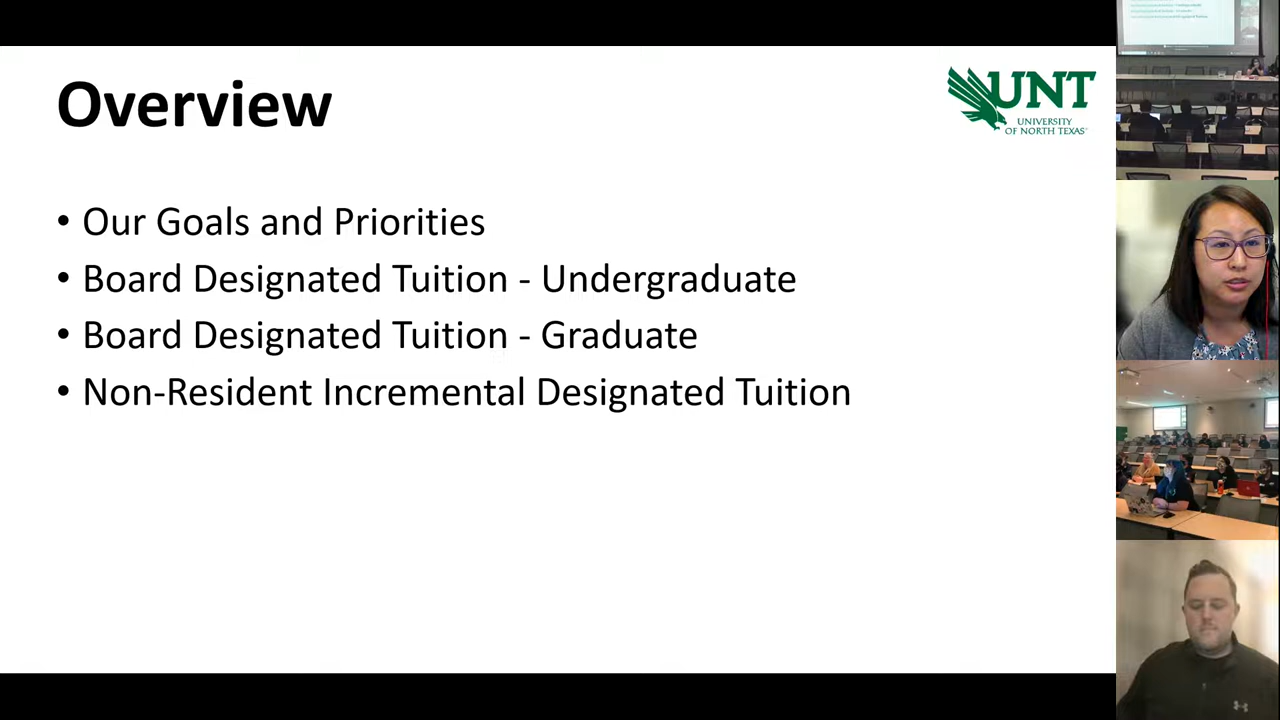 Overview
UNT
UNIVERSITY
OF NORTH TEXAS
• Our Goals and Priorities
• Board Designated Tuition - Undergraduate
• Board Designated Tuition - Graduate
• Non-Resident Incremental Designated Tuition